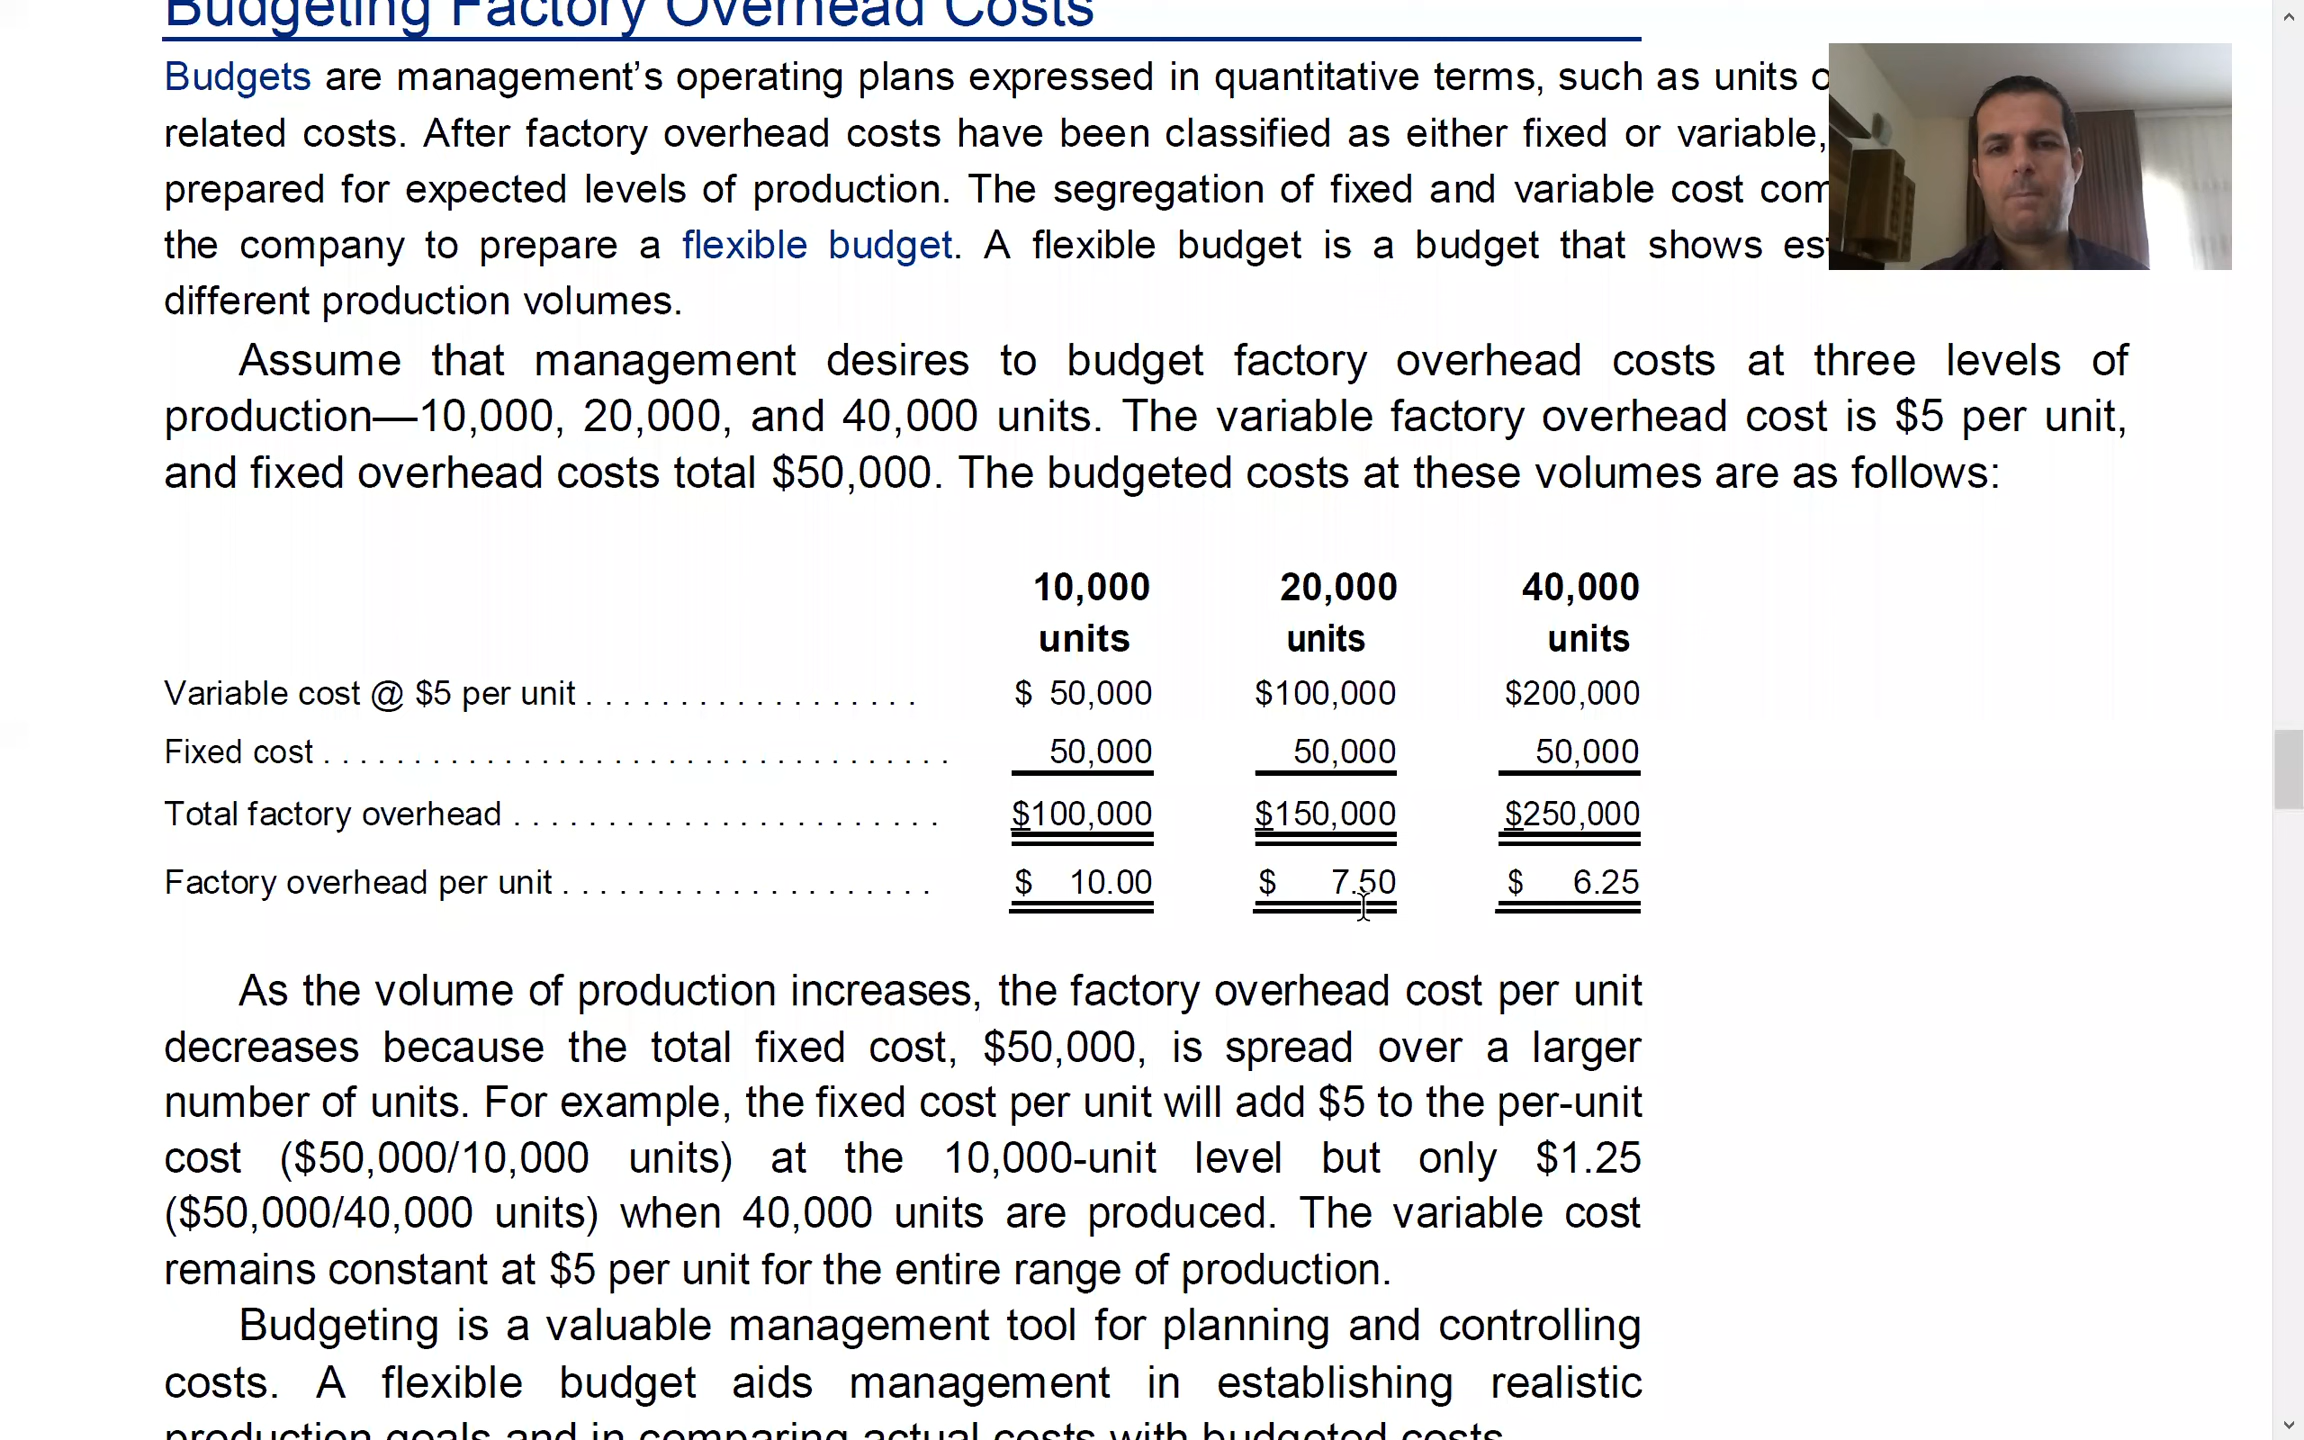 Budgeting Factory Overhead Costs
Budgets are management’s operating plans expressed in quantitative terms, such as units
related costs. After factory overhead costs have been classified as either fixed or variable,
prepared for expected levels of production. The segregation of fixed and variable cost
the company to prepare a flexible budget. A flexible budget is a budget that shows
different production volumes.
Assume that management desires to budget factory overhead costs at three levels of
production—10,000, 20,000, and 40,000 units. The variable factory overhead cost is $5 per unit,
and fixed overhead costs total $50,000. The budgeted costs at these volumes are as follows:
10,000 20,000 40,000
units units units
Variable cost @ $5 per unit . . . . . . . . . . . . . . . . . . $ 50,000 $100,000 $200,000
Fixed cost . . . . . . . . . . . . . . . . . . . . . . . . . . . . . . . . . . . 50,000 50,000 50,000
Total factory overhead . . . . . . . . . . . . . . . . . . . . . . . $100,000 $150,000 $250,000
Factory overhead per unit . . . . . . . . . . . . . . . . . . . . $ 10.00 $ 7.50 $ 6.25
As the volume of production increases, the factory overhead cost per unit
decreases because the total fixed cost, $50,000, is spread over a larger
number of units. For example, the fixed cost per unit will add $5 to the per-unit
cost ($50,000/10,000 units) at the 10,000-unit level but only $1.25
($50,000/40,000 units) when 40,000 units are produced. The variable cost
remains constant at $5 per unit for the entire range of production.
Budgeting is a valuable management tool for planning and controlling
costs. A flexible budget aids management in establishing realistic
production goals and in comparing actual costs with budgeted costs.